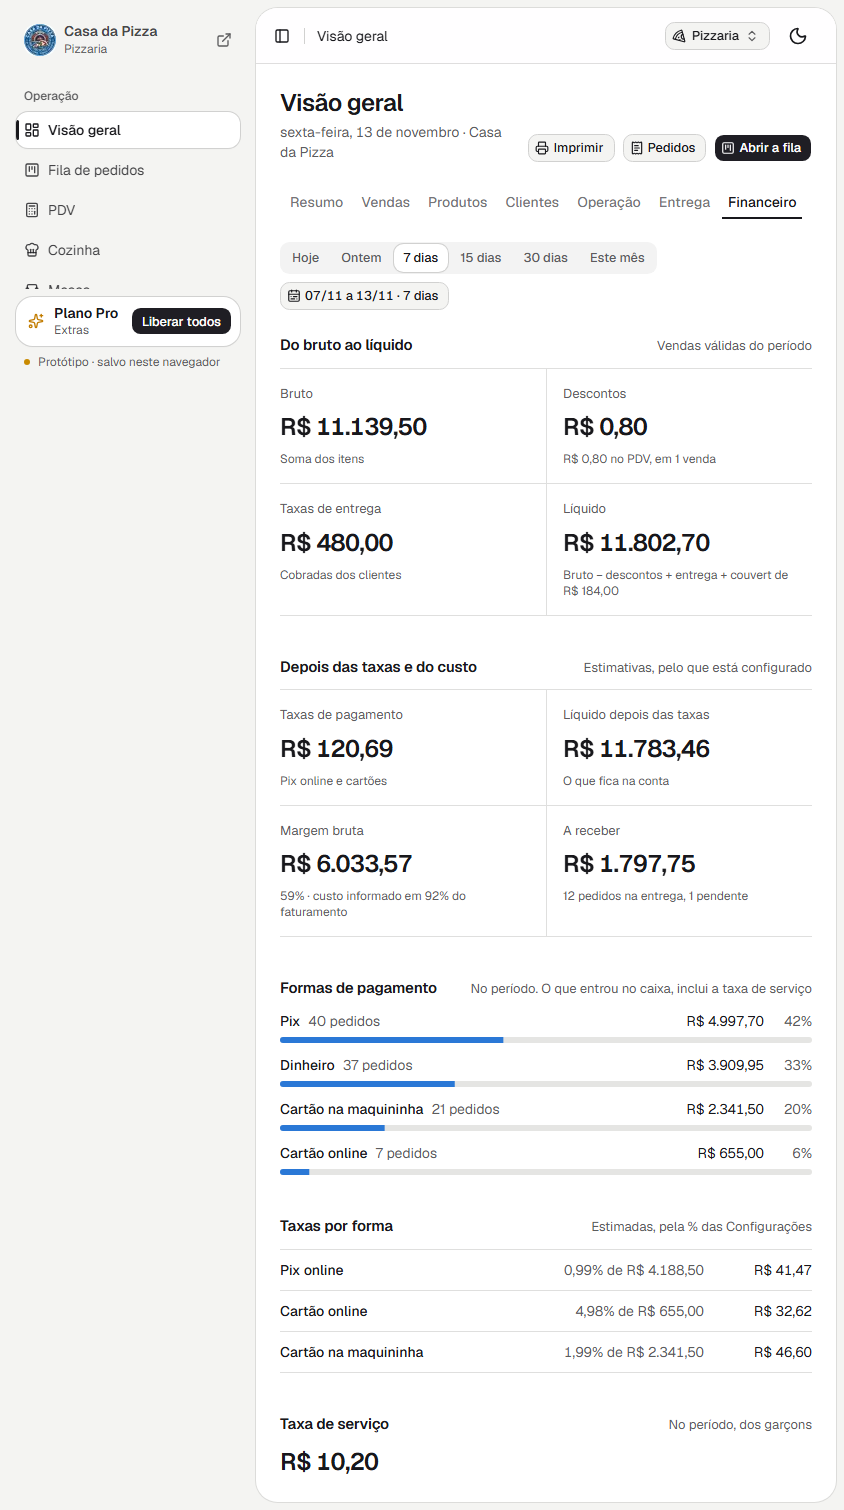 Casa da Pizza
Pizzaria
Operação
Visão geral
Fila de pedidos
PDV
Cozinha
Plano Pro
Extras
Liberar todos
Protótipo · salvo neste navegador
Visão geral
Pizzaria
Visão geral
sexta-feira, 13 de novembro · Casa
da Pizza
Imprimir
Pedidos
Abrir a fila
Resumo Vendas Produtos Clientes Operação Entrega Financeiro
Hoje Ontem 7 dias 15 dias 30 dias Este mês
07/11 a 13/11 · 7 dias
Do bruto ao líquido
Vendas válidas do período
Bruto
R$ 11.139,50
Soma dos itens
Descontos
R$ 0,80
R$ 0,80 no PDV, em 1 venda
Taxas de entrega
R$ 480,00
Cobradas dos clientes
Líquido
R$ 11.802,70
Bruto − descontos + entrega + couvert de
R$ 184,00
Depois das taxas e do custo
Estimativas, pelo que está configurado
Taxas de pagamento
R$ 120,69
Pix online e cartões
Líquido depois das taxas
R$ 11.783,46
O que fica na conta
Margem bruta
R$ 6.033,57
59% · custo informado em 92% do
faturamento
A receber
R$ 1.797,75
12 pedidos na entrega, 1 pendente
Formas de pagamento
No período. O que entrou no caixa, inclui a taxa de serviço
Pix 40 pedidos R$ 4.997,70 42%
Dinheiro 37 pedidos R$ 3.909,95 33%
Cartão na maquininha 21 pedidos R$ 2.341,50 20%
Cartão online 7 pedidos R$ 655,00 6%
Taxas por forma
Estimadas, pela % das Configurações
Pix online 0,99% de R$ 4.188,50 R$ 41,47
Cartão online 4,98% de R$ 655,00 R$ 32,62
Cartão na maquininha 1,99% de R$ 2.341,50 R$ 46,60
Taxa de serviço
No período, dos garçons
R$ 10,20